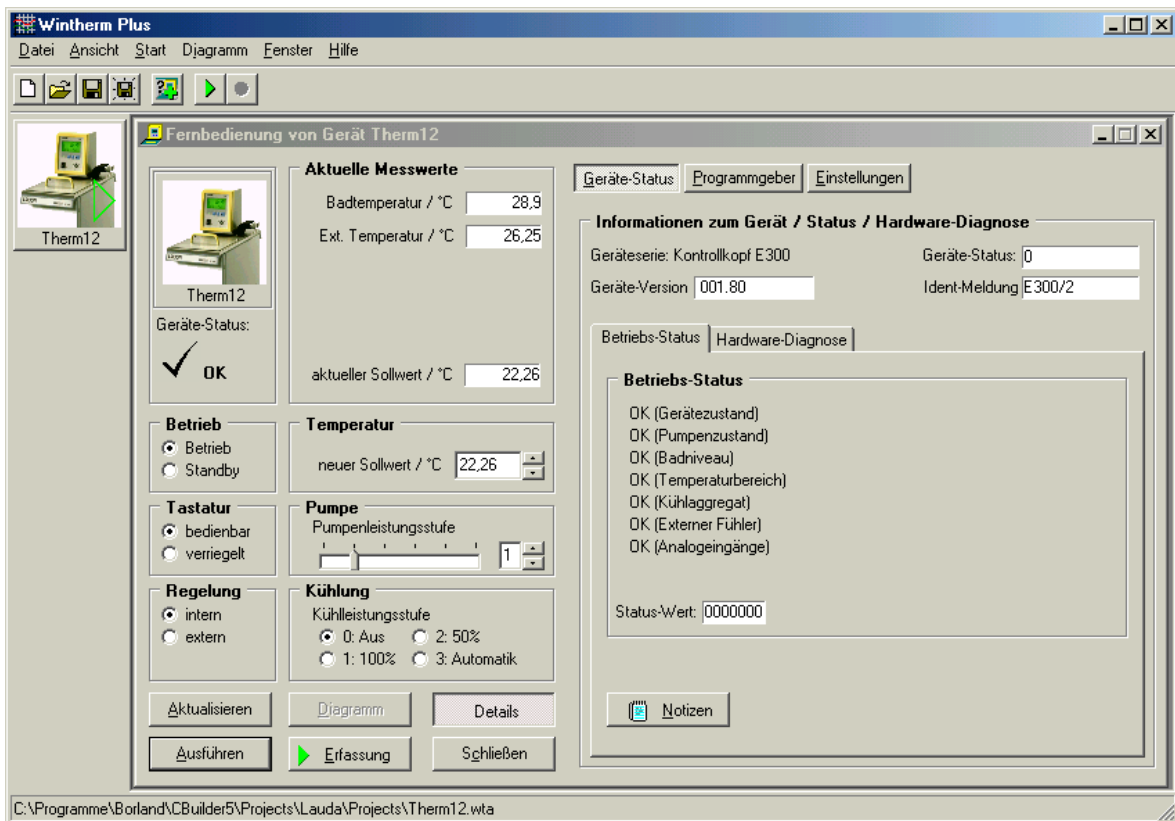 Wintherm Plus
Datei Ansicht Start Diagramm Fenster Hilfe
Therm12
Fernbedienung von Gerät Therm12
Therm12
Geräte-Status:
OK
Aktuelle Messwerte
Badtemperatur / °C 28,9
Ext. Temperatur / °C 26,25
aktueller Sollwert / °C 22,26
Betrieb
Betrieb
Standby
Temperatur
neuer Sollwert / °C 22,26
Tastatur
bedienbar
verriegelt
Pumpe
Pumpenleistungsstufe
1
Regelung
intern
extern
Kühlung
Kühlleistungsstufe
0: Aus 2: 50%
1: 100% 3: Automatik
Aktualisieren Diagramm Details
Ausführen Erfassung Schließen
Geräte-Status Programmgeber Einstellungen
Informationen zum Gerät / Status / Hardware-Diagnose
Geräteserie: Kontrollkopf E300 Geräte-Status: 0
Geräte-Version 001.80 Ident-Meldung E300/2
Betriebs-Status Hardware-Diagnose
Betriebs-Status
OK (Gerätezustand)
OK (Pumpenzustand)
OK (Badniveau)
OK (Temperaturbereich)
OK (Kühlaggregat)
OK (Externer Fühler)
OK (Analogeingänge)
Status-Wert: 0000000
Notizen
C:\Programme\Borland\CBuilder5\Projects\Lauda\Projects\Therm12.wta